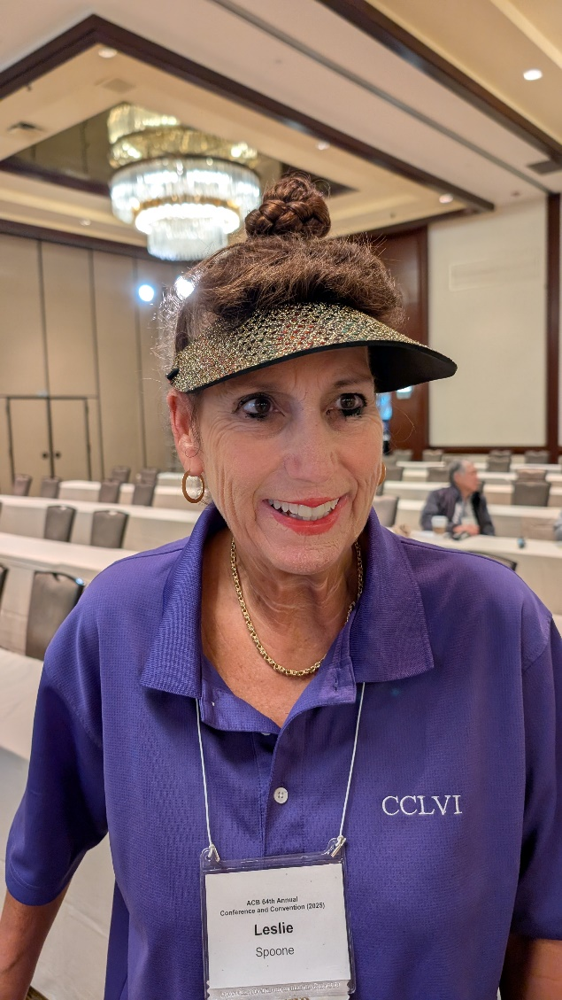 CCLVI
ACB 64th Annual
Conference and Convention (2025)
Leslie
Spoone